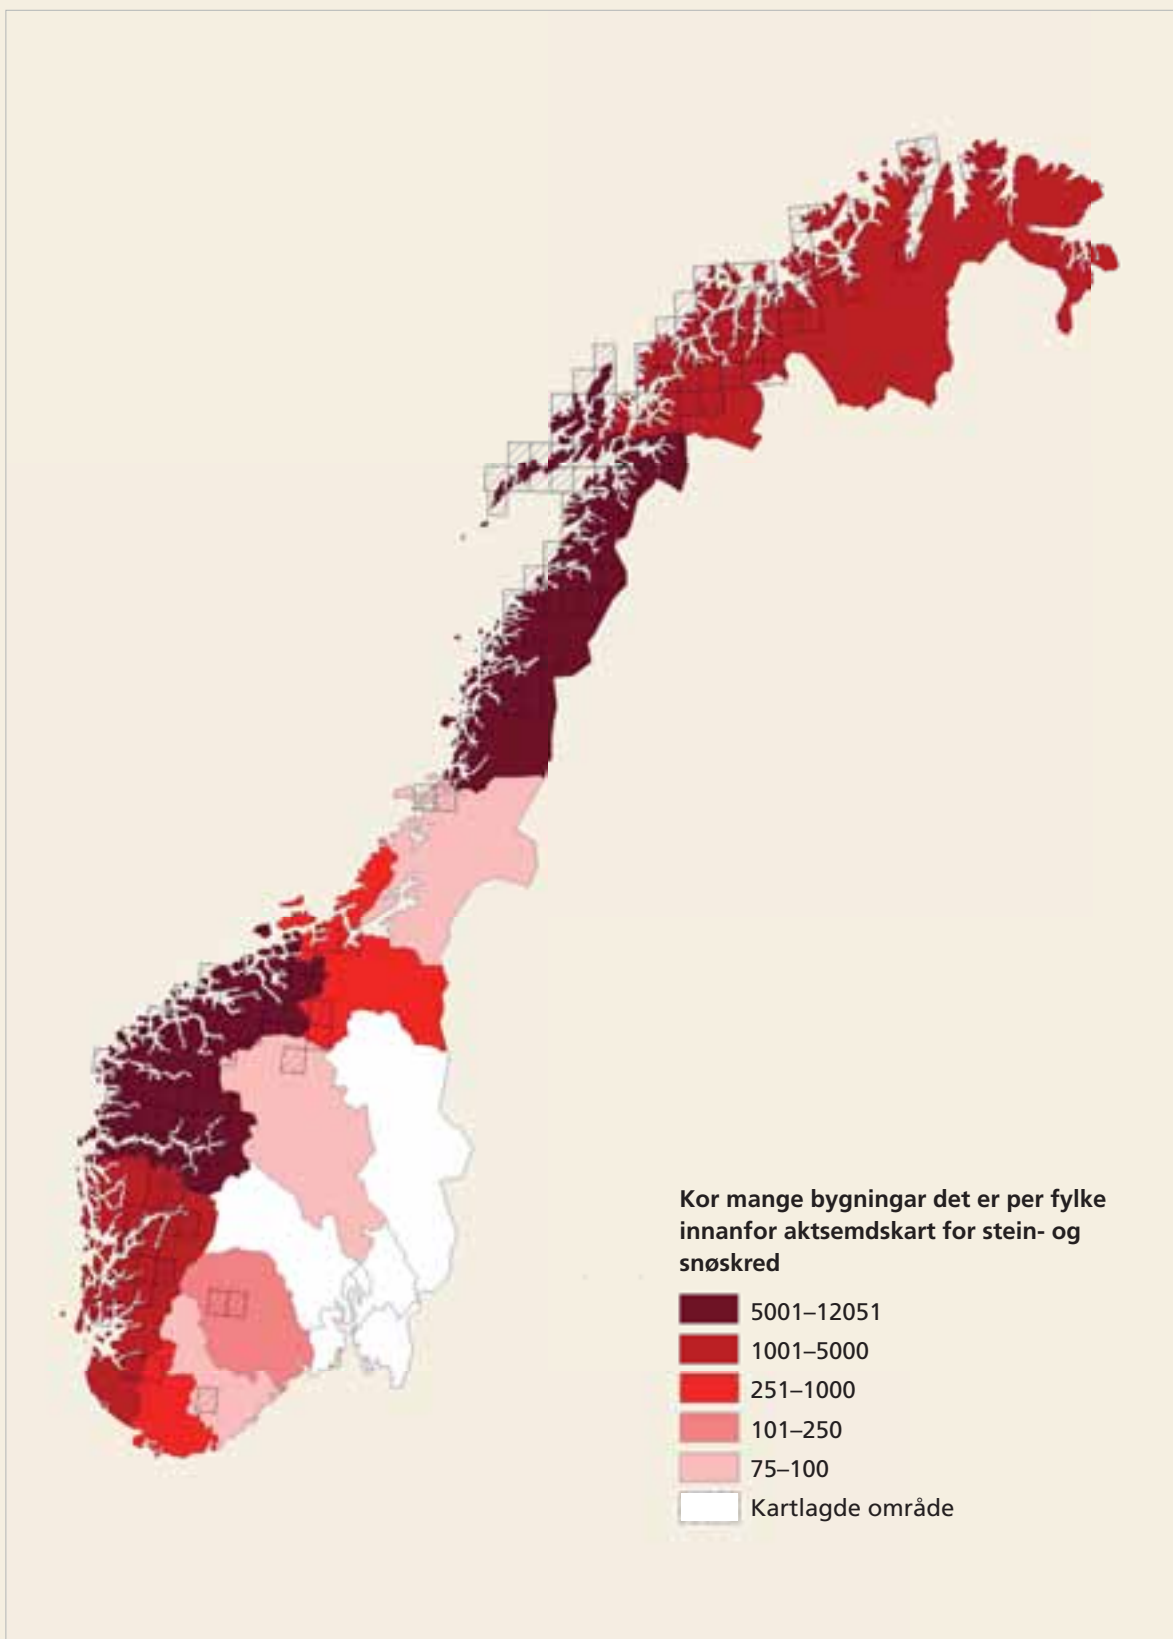 Kor mange bygningar det er per fylke
innanfor aktsemdskart for stein- og
snøskred
5001–12051
1001–5000
251–1000
101–250
75–100
Kartlagde område